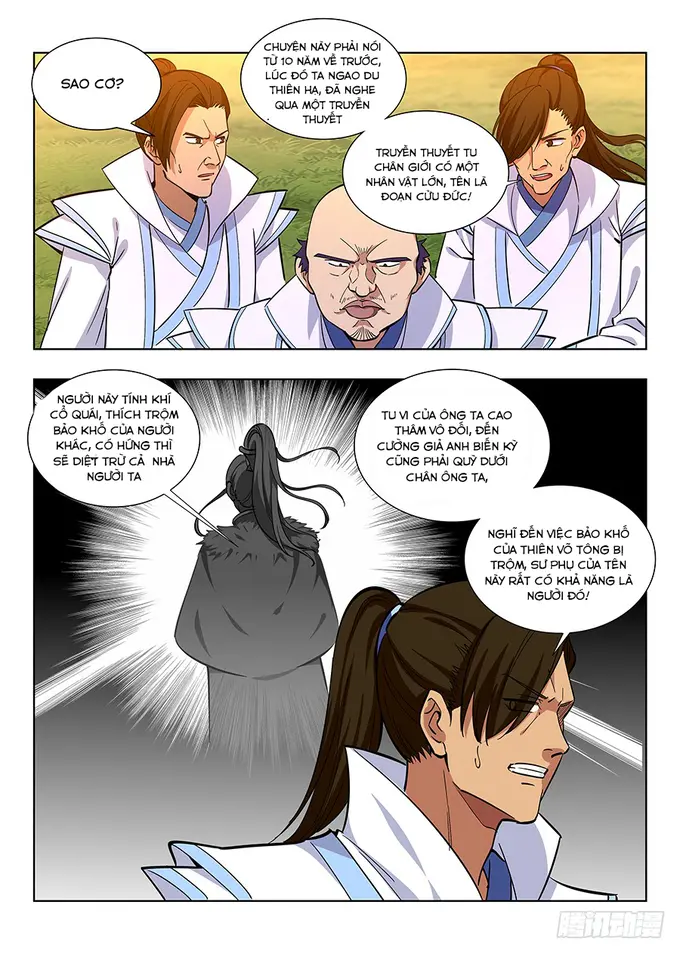 SAO CƠ?
CHUYỆN NÀY PHẢI NÓI
TỪ 10 NĂM VỀ TRƯỚC,
LÚC ĐÓ TA NGAO DU
THIÊN HẠ, ĐÃ NGHE
QUA MỘT TRUYỀN
THUYẾT
TRUYỀN THUYẾT TU
CHÂN GIỚI CÓ MỘT
NHÂN VẬT LỚN, TÊN LÀ
ĐOẠN CỬU ĐỨC!
NGƯỜI NÀY TÍNH KHÍ
CỔ QUÁI, THÍCH TRỘM
BẢO KHỐ CỦA NGƯỜI
KHÁC, CÓ HỨNG THÌ
SẼ DIỆT TRỪ CẢ NHÀ
NGƯỜI TA
TU VI CỦA ÔNG TA CAO
THÂM VÔ ĐỐI, ĐẾN
CƯỜNG GIẢ ANH BIẾN KỲ
CŨNG PHẢI QUỲ DƯỚI
CHÂN ÔNG TA,
NGHĨ ĐẾN VIỆC BẢO KHỐ
CỦA THIÊN VÕ TÔNG BỊ
TRỘM, SƯ PHỤ CỦA TÊN
NÀY RẤT CÓ KHẢ NĂNG LÀ
NGƯỜI ĐÓ!
腾讯动漫